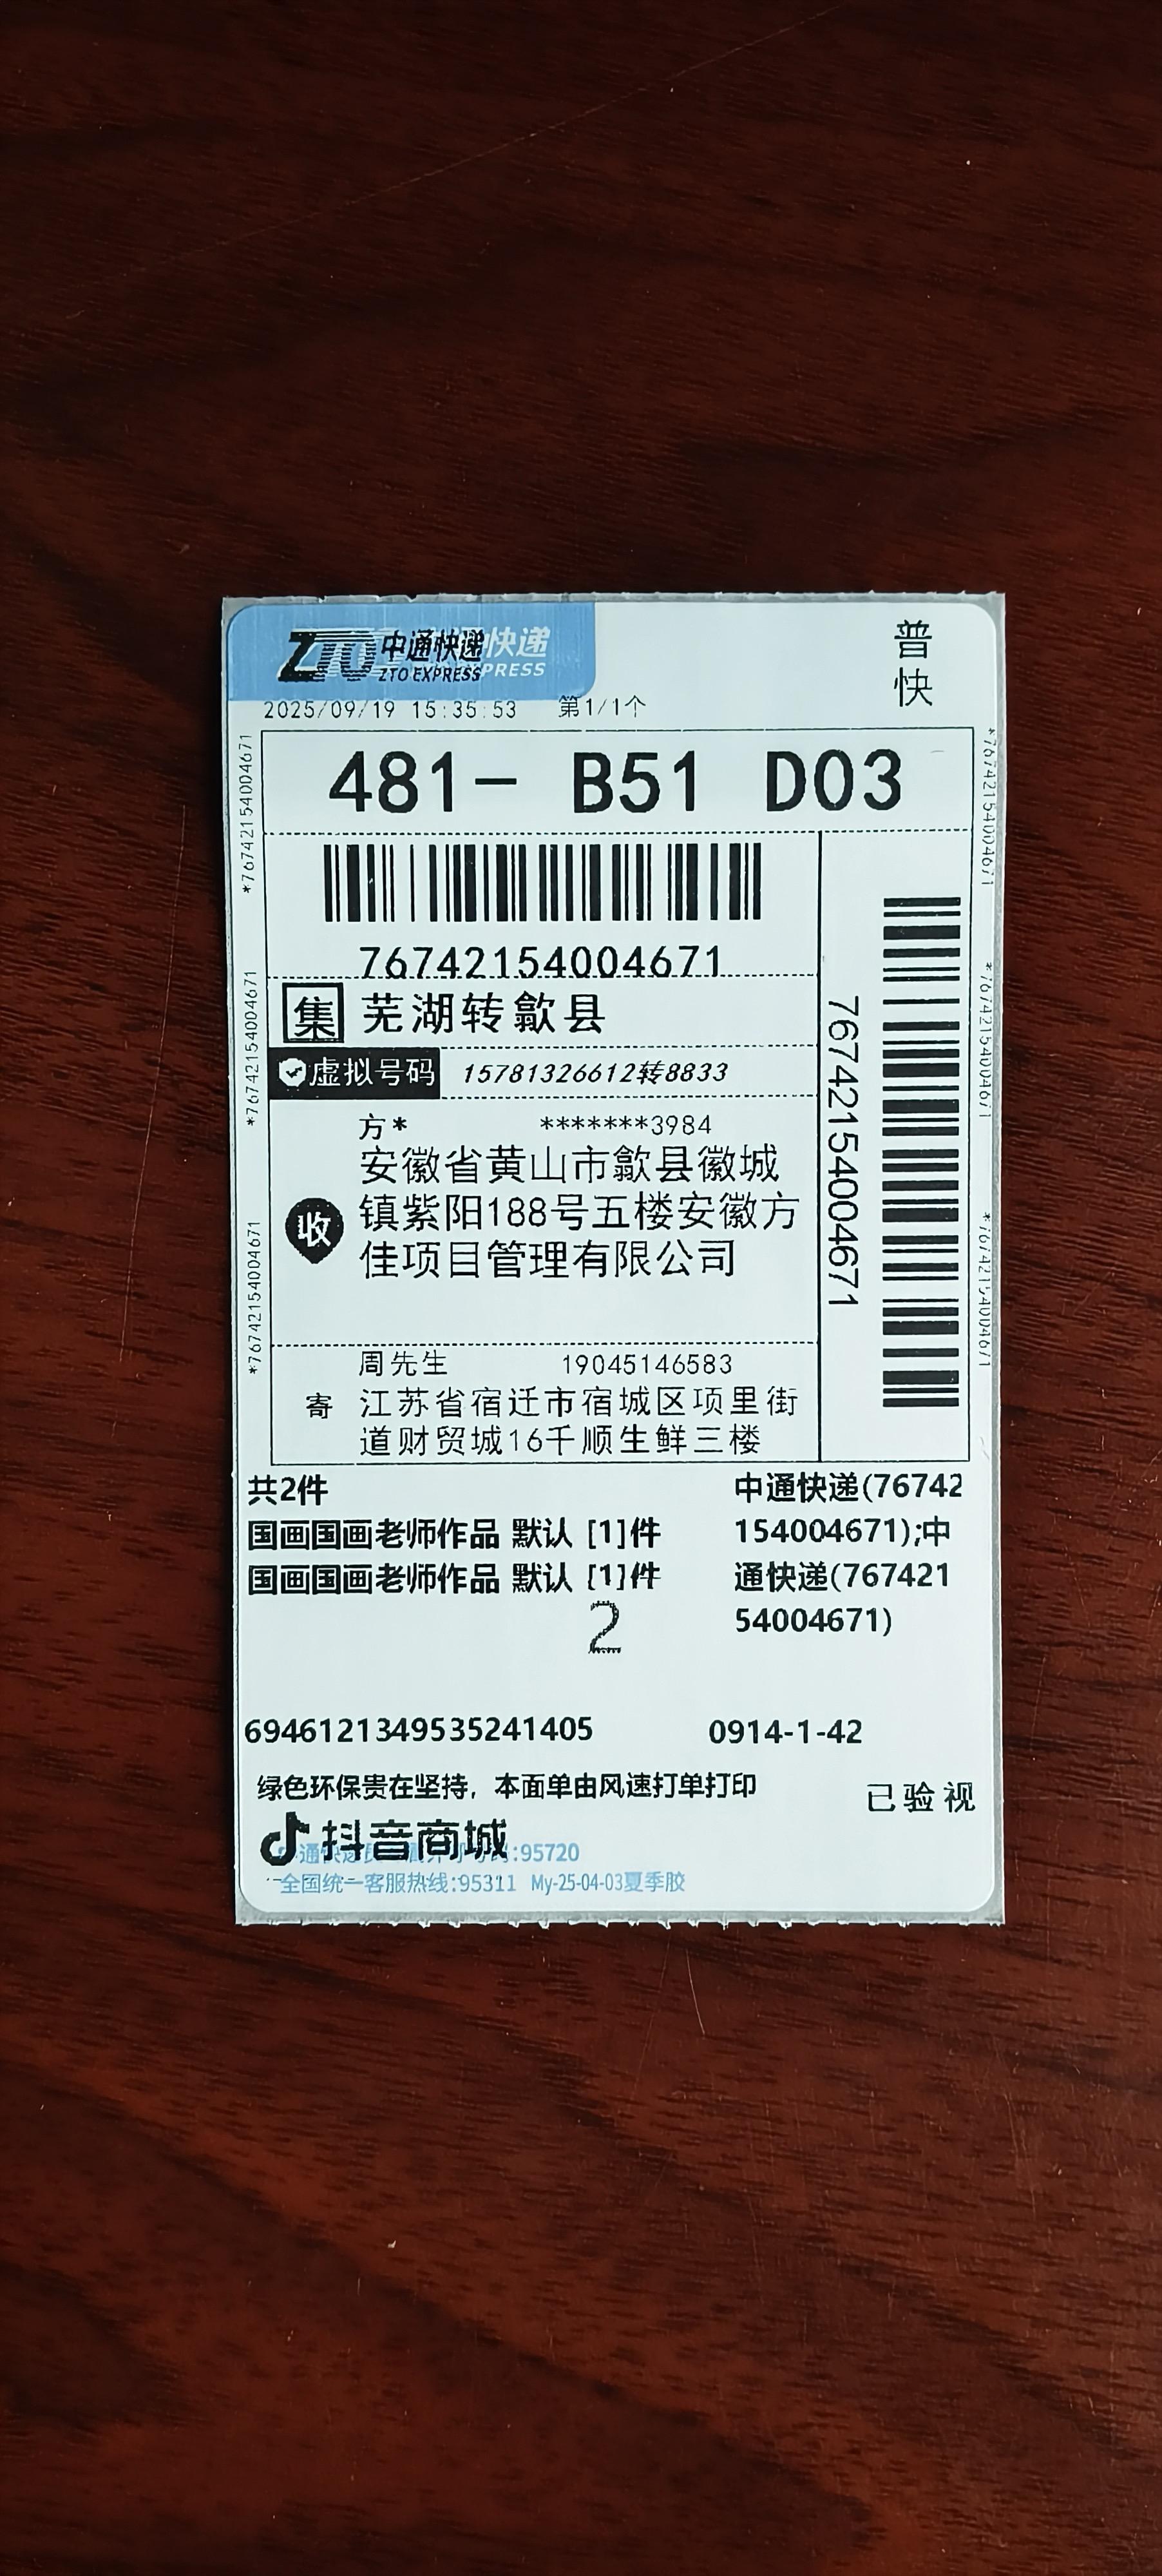 ZTO 中通快递
ZTO EXPRESS
快递
PRESS
普快
2025/09/19 15:35:53 第1/1个
481- B51 D03
*76742154004671
*76742154004671
*76742154004671
*76742154004671
*76742154004671
*76742154004671
76742154004671
76742154004671
集 芜湖转歙县
虚拟号码 15781326612转8833
方* *******3984
收
安徽省黄山市歙县徽城
镇紫阳188号五楼安徽方
佳项目管理有限公司
周先生 19045146583
寄 江苏省宿迁市宿城区项里街
道财贸城16千顺生鲜三楼
共2件
国画国画老师作品 默认 [1]件
国画国画老师作品 默认 [1]件
2
中通快递(76742
154004671);中
通快递(767421
54004671)
6946121349535241405 0914-1-42
绿色环保贵在坚持，本面单由风速打单打印
已验视
抖音商城
:95720
全国统一客服热线:95311 My-25-04-03夏季胶